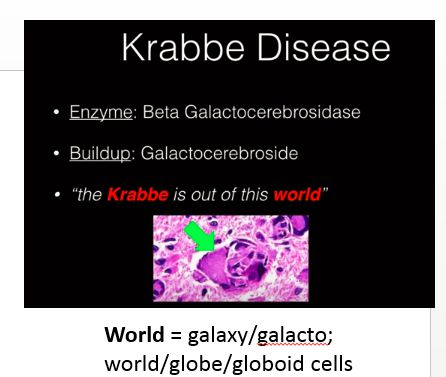 Krabbe Disease
• Enzyme: Beta Galactocerebrosidase
• Buildup: Galactocerebroside
• “the Krabbe is out of this world”
World = galaxy/galacto;
world/globe/globoid cells